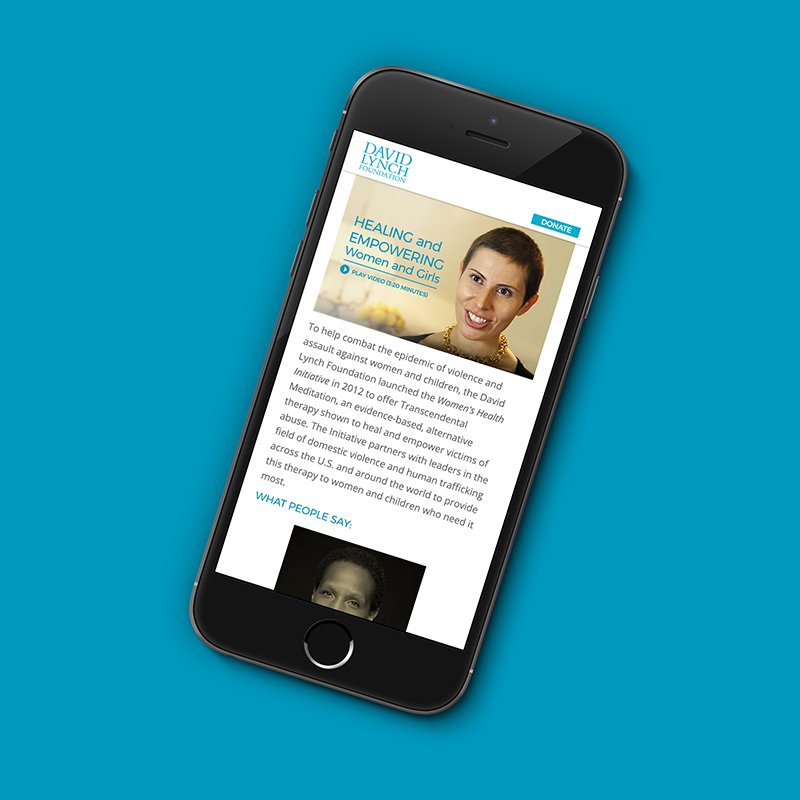 DAVID
LYNCH
FOUNDATION
DONATE
HEALING and
EMPOWERING
Women and Girls
PLAY VIDEO (5:20 MINUTES)
To help combat the epidemic of violence and
assault against women and children, the David
Lynch Foundation launched the Women's Health
Initiative in 2012 to offer Transcendental
Meditation, an evidence-based, alternative
therapy shown to heal and empower victims of
abuse. The Initiative partners with leaders in the
field of domestic violence and human trafficking
across the U.S. and around the world to provide
this therapy to women and children who need it
most.
WHAT PEOPLE SAY: